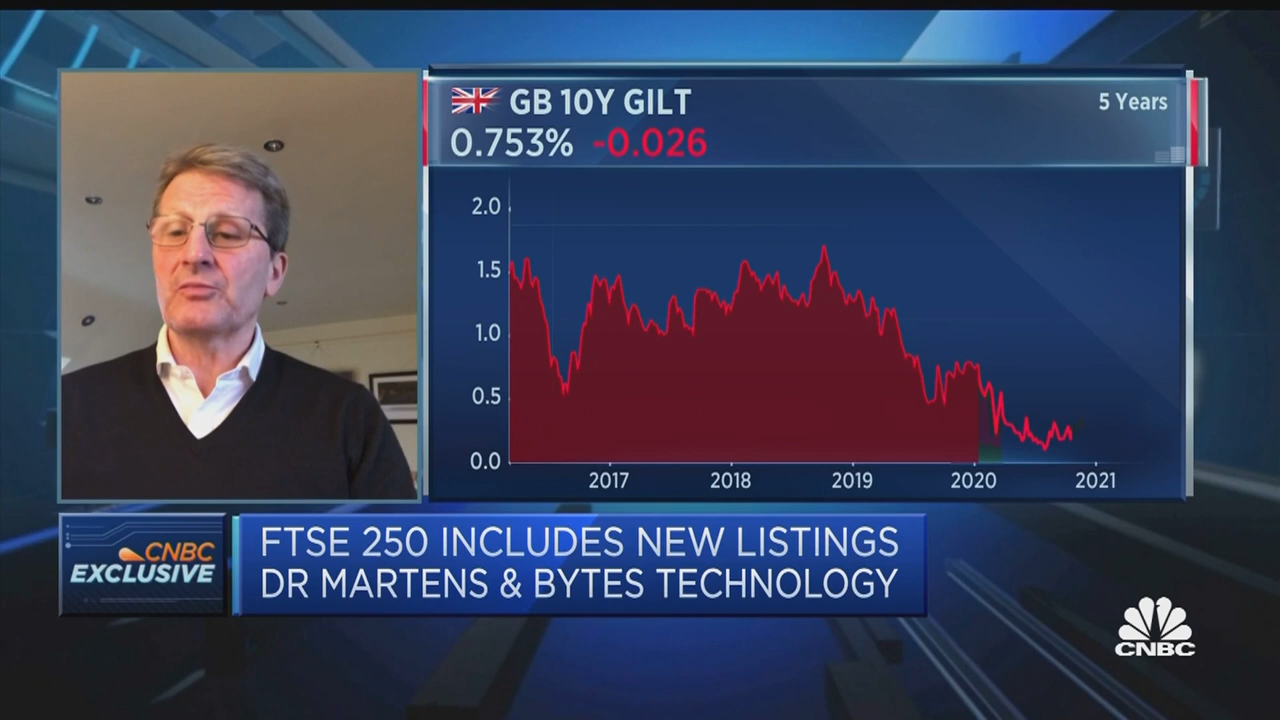 GB 10Y GILT
5 Years
0.753% -0.026
2.0
1.5
1.0
0.5
0.0
2017 2018 2019 2020 2021
CNBC
EXCLUSIVE
FTSE 250 INCLUDES NEW LISTINGS
DR MARTENS & BYTES TECHNOLOGY
CNBC